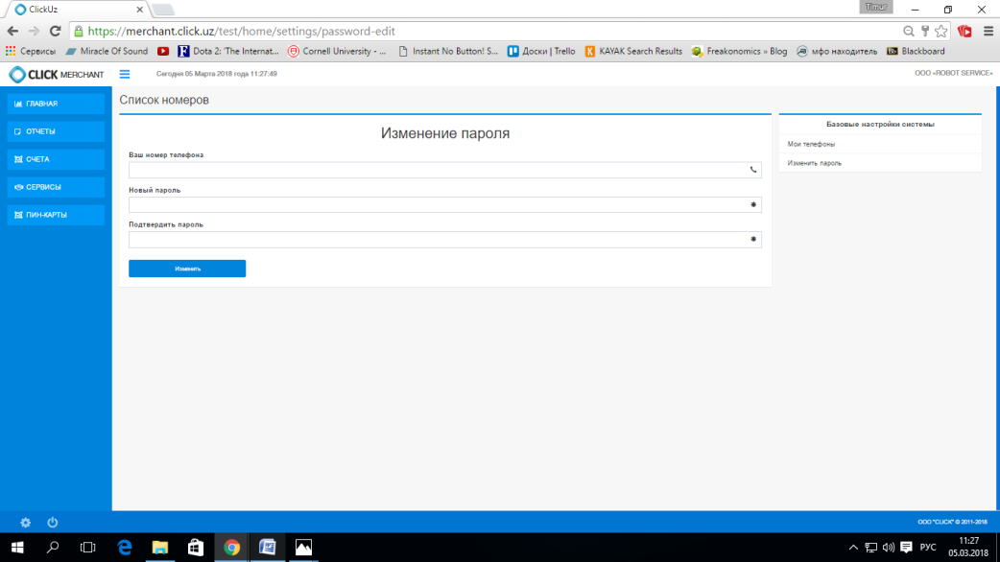 ClickUz
Timur
https://merchant.click.uz/test/home/settings/password-edit
Сервисы Miracle Of Sound Dota 2: 'The Internat... Cornell University - ... Instant No Button! S... Доски | Trello KAYAK Search Results Freakonomics » Blog мфо находитель Blackboard
CLICK MERCHANT Сегодня 05 Марта 2018 года 11:27:49 ООО «ROBOT SERVICE»
ГЛАВНАЯ
ОТЧЕТЫ
СЧЕТА
СЕРВИСЫ
ПИН-КАРТЫ
Список номеров
Изменение пароля
Ваш номер телефона
Новый пароль
Подтвердить пароль
Изменить
Базовые настройки системы
Мои телефоны
Изменить пароль
ООО "CLICK" © 2011-2018
РУС
11:27
05.03.2018